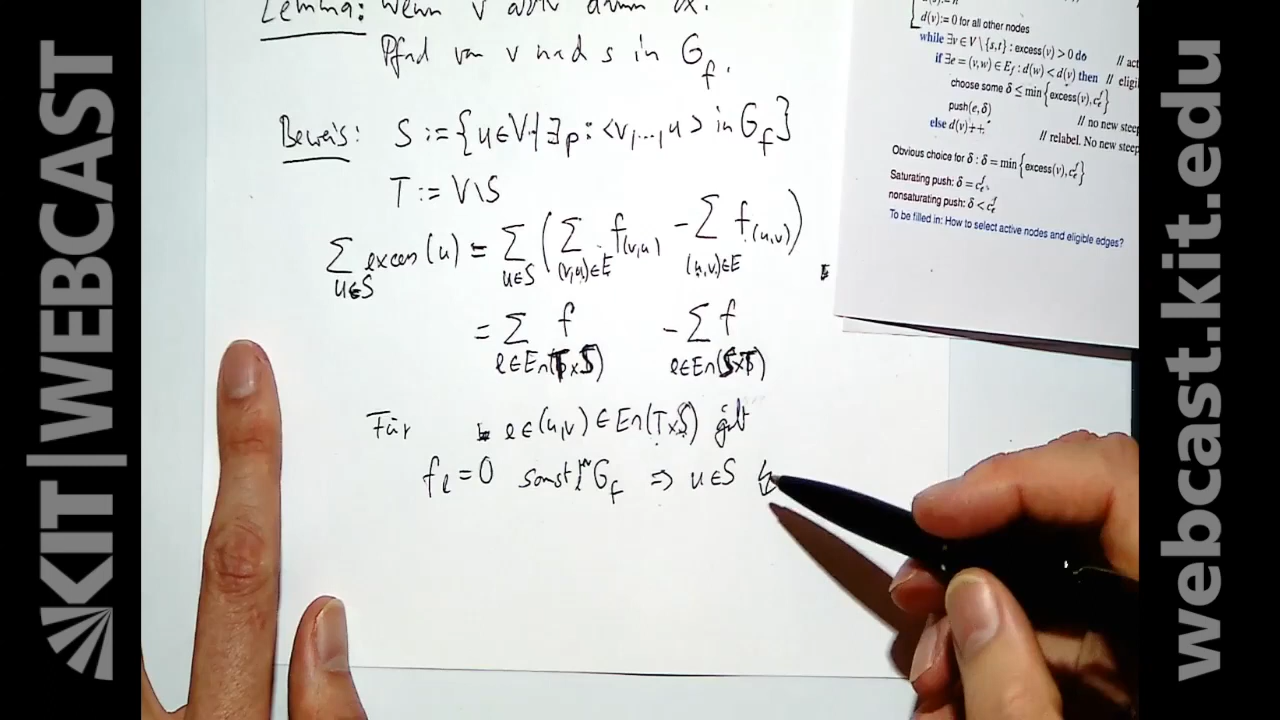 Lemma: Wenn v aktiv dann ∃.
Pfad von v nach s in G_f.
Beweis: S := {u∈V | ∃p: <v,...,u> in G_f}
T := V\S
∑_{u∈S} excess(u) = ∑_{u∈S} (∑_{(v,u)∈E} f_(v,u) - ∑_{(u,v)∈E} f_(u,v))
= ∑_{e∈E∩(T×S)} f - ∑_{e∈E∩(S×T)} f
Für e∈(u,v)∈E∩(T×S) gilt
f_e=0 sonst G_f ⇒ u∈S ↯
d(v):=0 for all other nodes
while ∃v∈V\{s,t} : excess(v) > 0 do // act
if ∃e = (v,w) ∈ E_f : d(w) < d(v) then // eligi
choose some δ ≤ min{excess(v), c_e^f}
push(e,δ) // no new steep
else d(v)++ // relabel. No new steep
Obvious choice for δ : δ = min{excess(v), c_e^f}
Saturating push: δ = c_e^f
nonsaturating push: δ < c_e^f
To be filled in: How to select active nodes and eligible edges?
KIT|WEBCAST
webcast.kit.edu